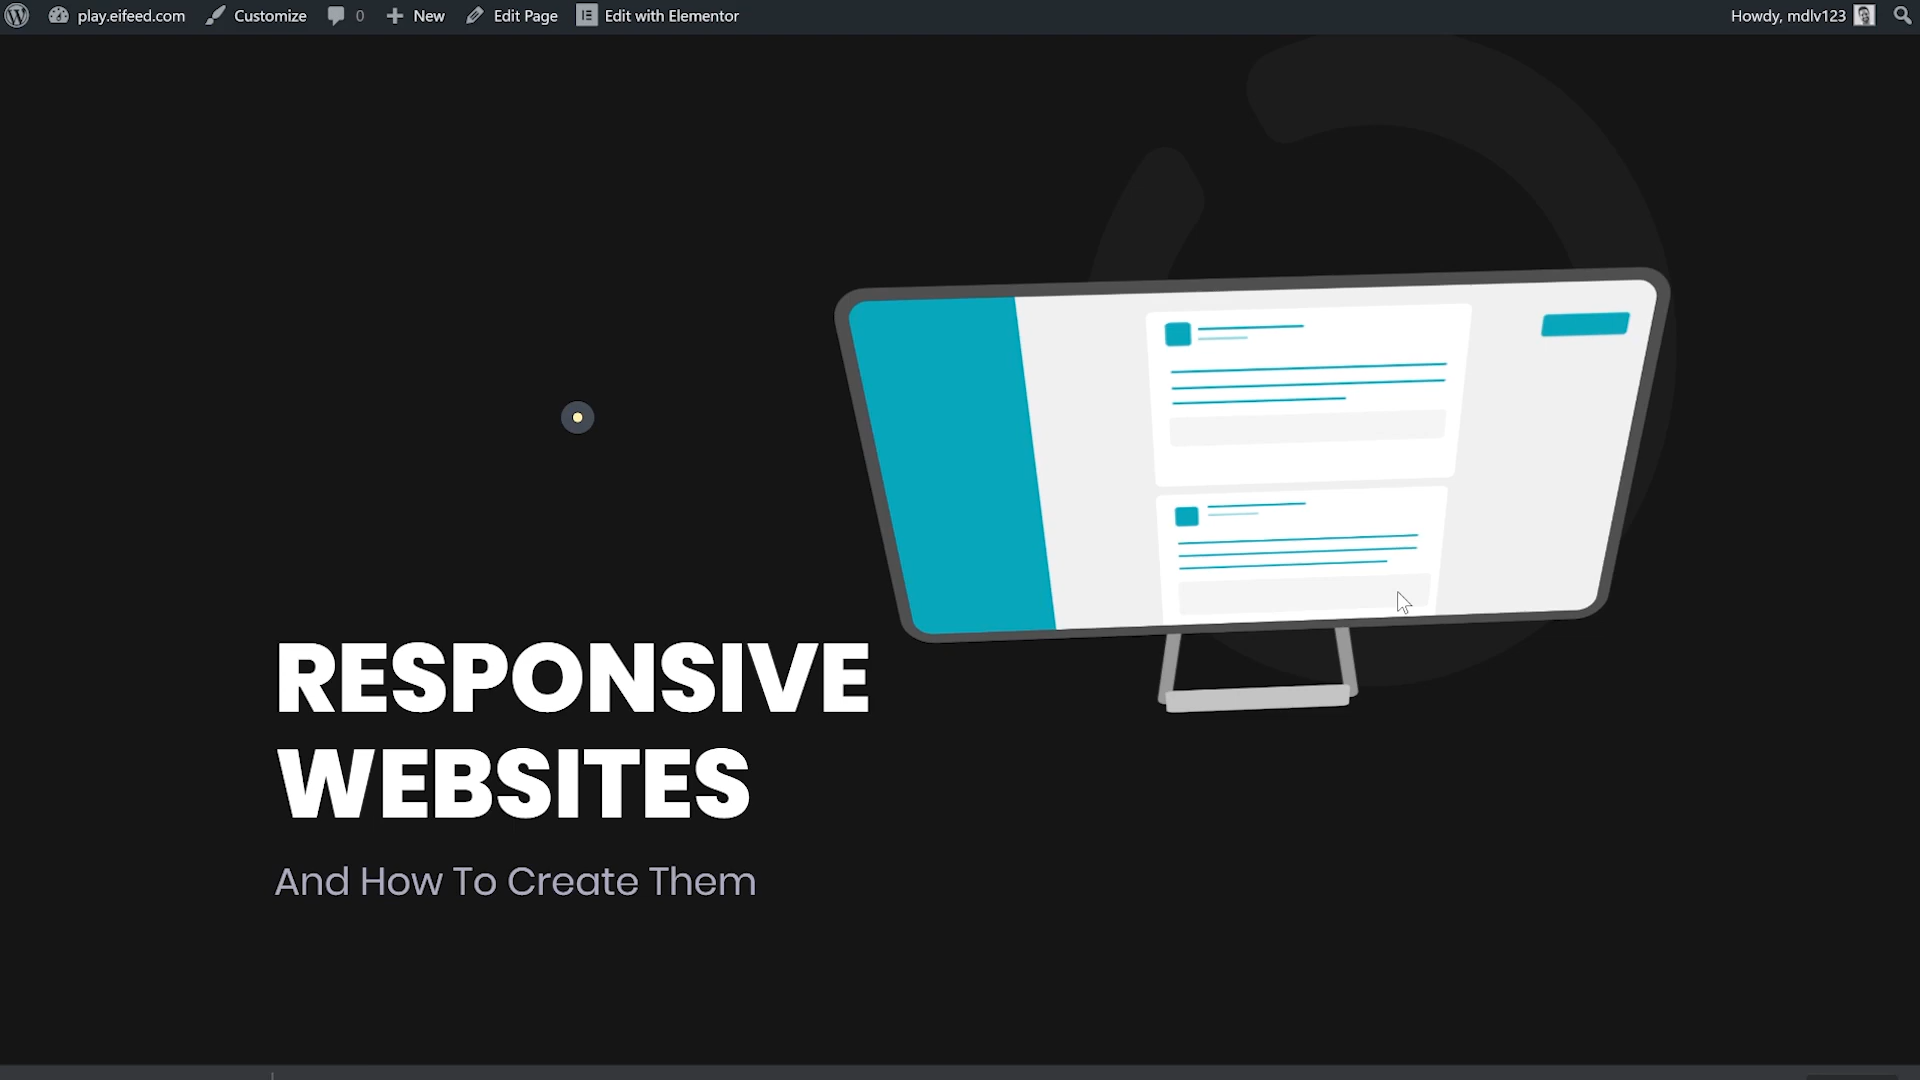 play.eifeed.com Customize 0 New Edit Page Edit with Elementor Howdy, mdlv123
RESPONSIVE
WEBSITES
And How To Create Them